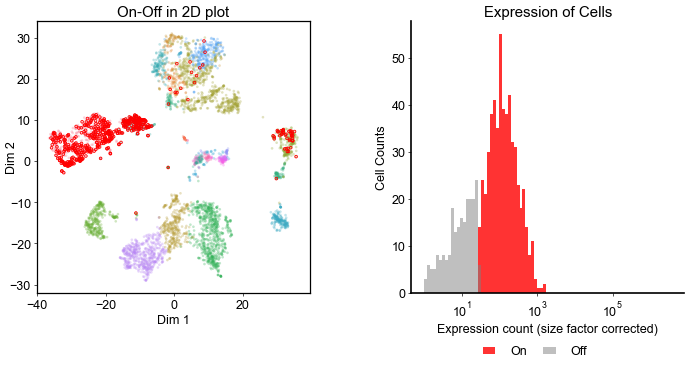 On-Off in 2D plot
Dim 2
30
20
10
0
−10
−20
−30
−40
−20
0
20
Dim 1
Expression of Cells
Cell Counts
50
40
30
20
10
0
10^1
10^3
10^5
Expression count (size factor corrected)
On
Off